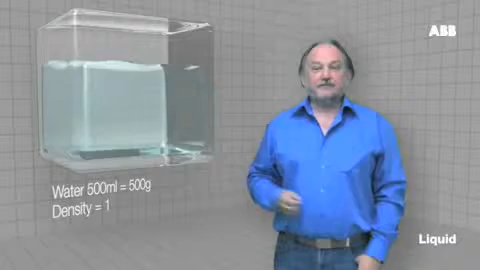 ABB
Water 500ml = 500g
Density = 1
Liquid